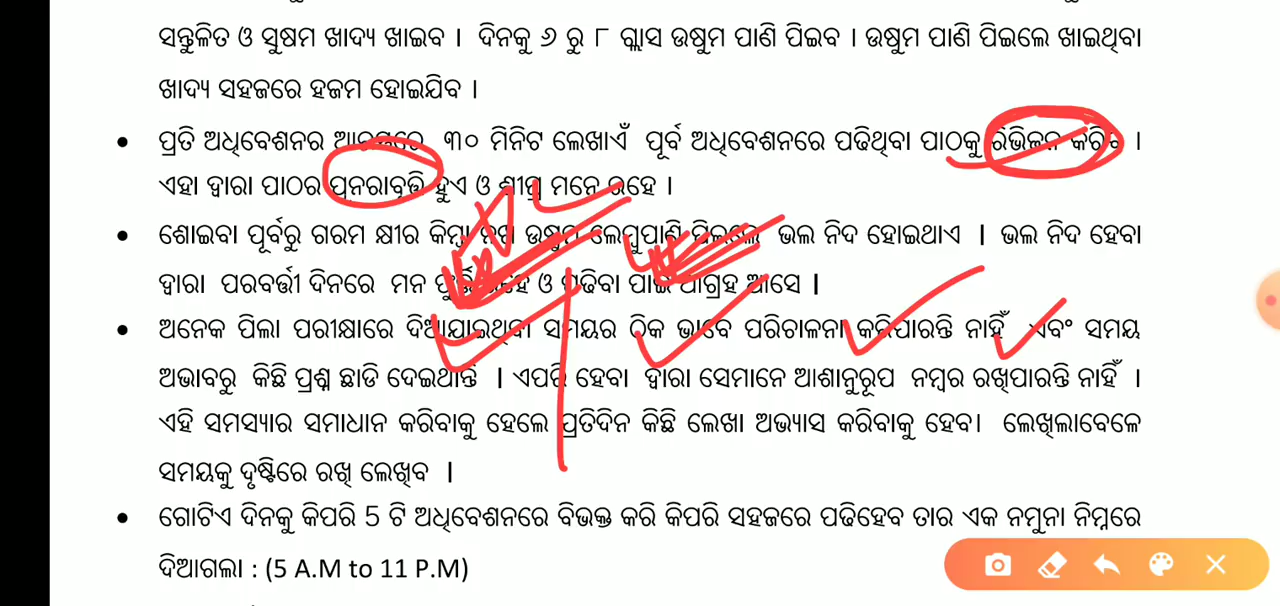 ସନ୍ତୁଳିତ ଓ ସୁଷମ ଖାଦ୍ୟ ଖାଇବ । ଦିନକୁ ୬ ରୁ ୮ ଗ୍ଲାସ ଉଷୁମ ପାଣି ପିଇବ । ଉଷୁମ ପାଣି ପିଇଲେ ଖାଇଥିବା
ଖାଦ୍ୟ ସହଜରେ ହଜମ ହୋଇଯିବ ।
• ପ୍ରତି ଅଧିବେଶନର ଆରମ୍ଭରେ ୩୦ ମିନିଟ ଲେଖାଏଁ ପୂର୍ବ ଅଧିବେଶନରେ ପଢିଥିବା ପାଠକୁ ରିଭିଜନ କରିବ ।
ଏହା ଦ୍ୱାରା ପାଠର ପୁନରାବୃତ୍ତି ହୁଏ ଓ ଶୀଘ୍ର ମନେ ରହେ ।
• ଶୋଇବା ପୂର୍ବରୁ ଗରମ କ୍ଷୀର କିମ୍ବା ଉଷୁମ ଲେମ୍ବୁପାଣି ପିଇଲେ ଭଲ ନିଦ ହୋଇଥାଏ । ଭଲ ନିଦ ହେବା
ଦ୍ୱାରା ପରବର୍ତ୍ତୀ ଦିନରେ ମନ ଓ ପଢିବା ପାଇଁ ଆଗ୍ରହ ଆସେ ।
• ଅନେକ ପିଲା ପରୀକ୍ଷାରେ ଦିଆଯାଇଥିବା ସମୟର ଠିକ ଭାବେ ପରିଚାଳନା କରିପାରନ୍ତି ନାହିଁ ଏବଂ ସମୟ
ଅଭାବରୁ କିଛି ପ୍ରଶ୍ନ ଛାଡି ଦେଇଥାନ୍ତି । ଏପରି ହେବା ଦ୍ୱାରା ସେମାନେ ଆଶାନୁରୂପ ନମ୍ବର ରଖିପାରନ୍ତି ନାହିଁ ।
ଏହି ସମସ୍ୟାର ସମାଧାନ କରିବାକୁ ହେଲେ ପ୍ରତିଦିନ କିଛି ଲେଖା ଅଭ୍ୟାସ କରିବାକୁ ହେବ। ଲେଖିଲାବେଳେ
ସମୟକୁ ଦୃଷ୍ଟିରେ ରଖି ଲେଖିବ ।
• ଗୋଟିଏ ଦିନକୁ କିପରି 5 ଟି ଅଧିବେଶନରେ ବିଭକ୍ତ କରି କିପରି ସହଜରେ ପଢିହେବ ତାର ଏକ ନମୁନା ନିମ୍ନରେ
ଦିଆଗଲା : (5 A.M to 11 P.M)